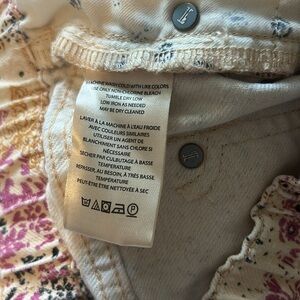 MACHINE WASH COLD WITH LIKE COLORS
USE ONLY NON-CHLORINE BLEACH
TUMBLE DRY LOW
LOW IRON AS NEEDED
MAY BE DRY CLEANED
LAVER À LA MACHINE À L'EAU FROIDE
AVEC COULEURS SIMILAIRES
UTILISER UN AGENT DE
BLANCHIMENT SANS CHLORE SI
NÉCESSAIRE
SÉCHER PAR CULBUTAGE À BASSE
TEMPÉRATURE
REPASSER, AU BESOIN, À TRÈS BASSE
TEMPÉRATURE
PEUT-ÊTRE ÊTRE NETTOYÉE À SEC